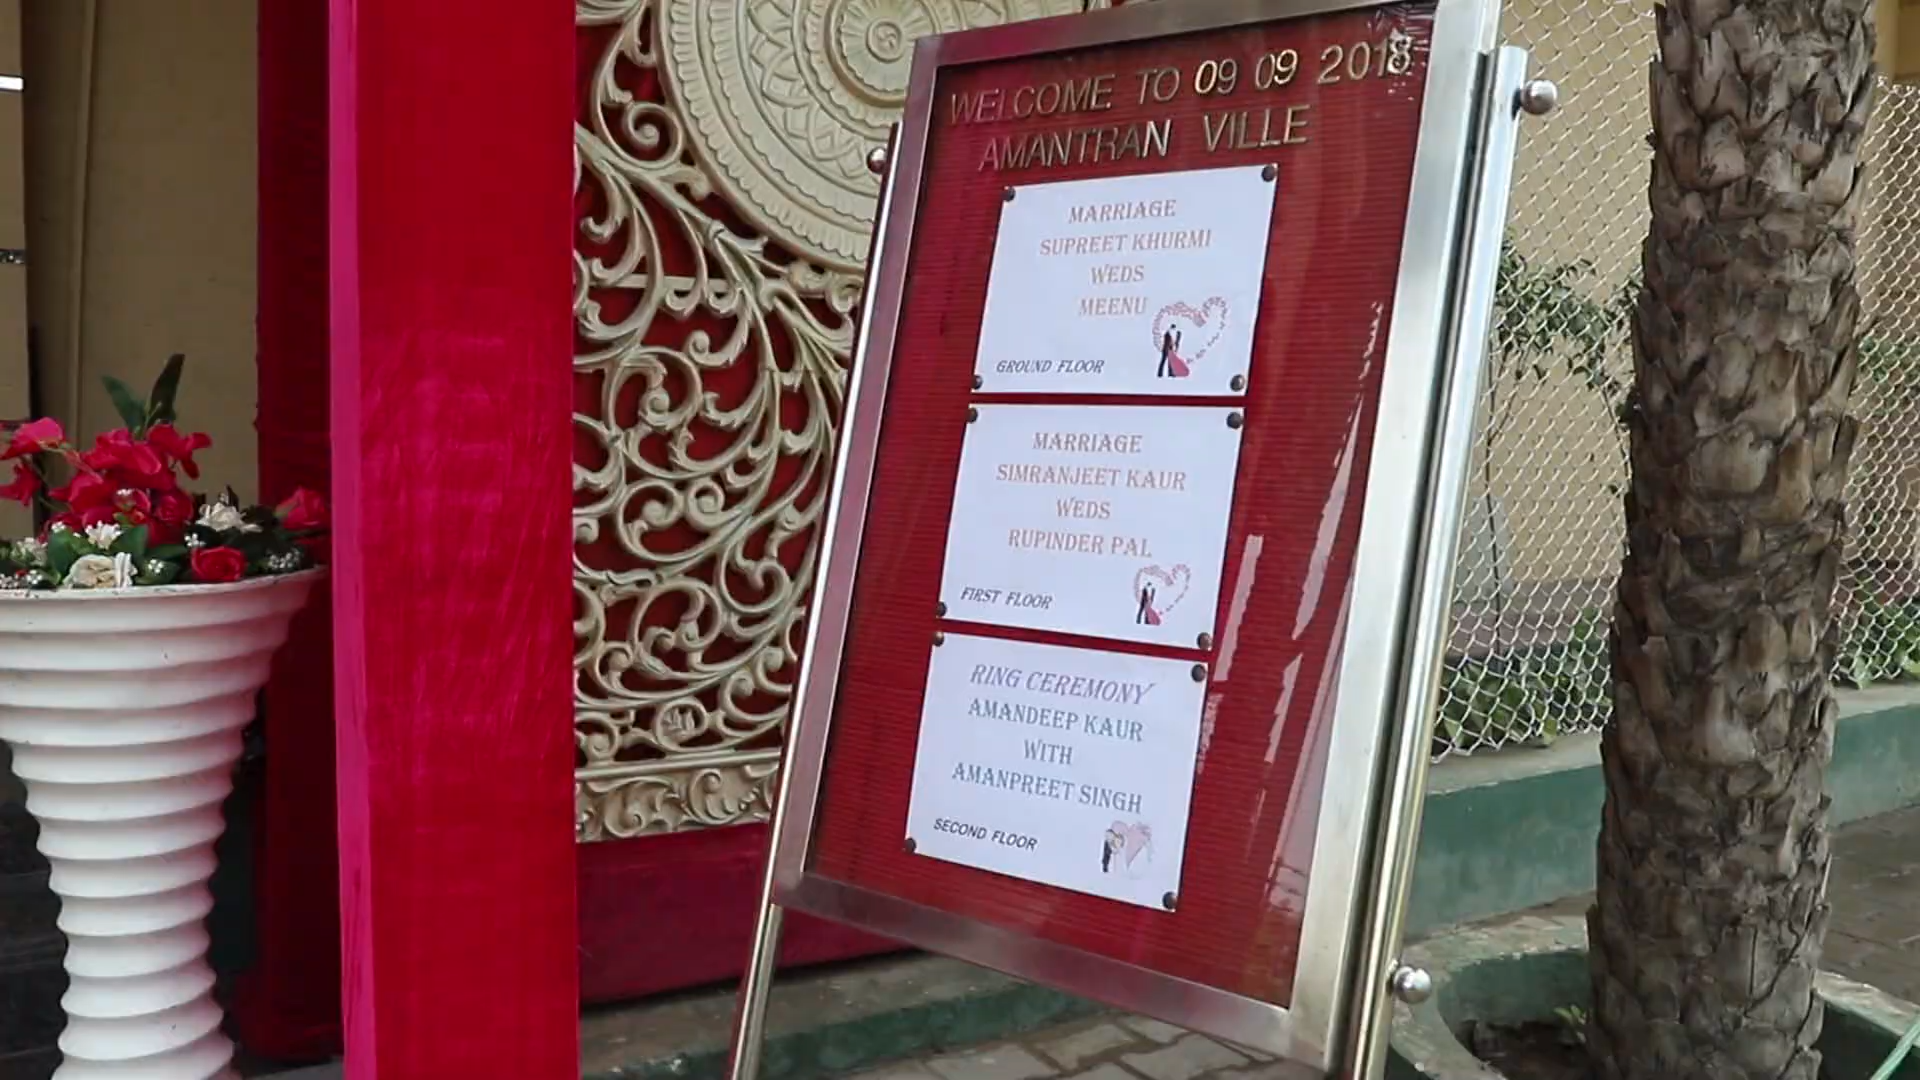 WELCOME TO 09 09 2018
AMANTRAN VILLE
MARRIAGE
SUPREET KHURMI
WEDS
MEENU
GROUND FLOOR
MARRIAGE
SIMRANJEET KAUR
WEDS
RUPINDER PAL
FIRST FLOOR
RING CEREMONY
AMANDEEP KAUR
WITH
AMANPREET SINGH
SECOND FLOOR